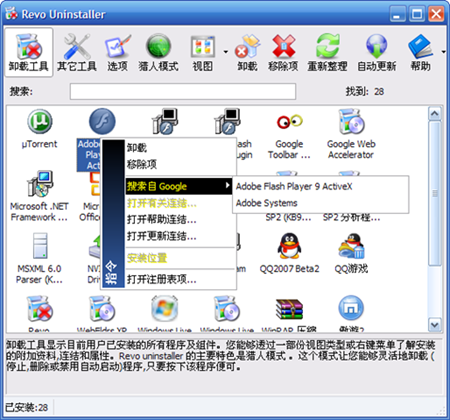 Revo Uninstaller
卸载工具
其它工具
选项
猎人模式
视图
卸载
移除项
重新整理
自动更新
帮助
搜索:
找到: 28
µTorrent
Adobe
Play
Activ
ash
ugin
Google
Toolbar ...
Google Web
Accelerator
卸载
移除项
搜索自 Google
打开有关连结...
打开帮助连结...
打开更新连结...
安装位置
打开注册表项...
指令
Adobe Flash Player 9 ActiveX
Adobe Systems
Microsoft .NET
Framework ...
Micros
Office
SP2 (KB9...
SP2 分析程...
MSXML 6.0
Parser (K...
NVI
Dri
QQ2007 Beta2
QQ游戏
Revo
WebEldrs XP
Windows Live
Windows Live
WinRAR 压缩
傲游2
卸载工具显示目前用户已安装的所有程序及组件。您能够透过一部份视图类型或右键菜单了解安装
的附加资料,连结和属性。Revo uninstaller 的主要特色是猎人模式 。这个模式让您能够灵活地卸载 (
停止,删除或禁用自动启动)程序,只要按下该程序便可。
已安装:28